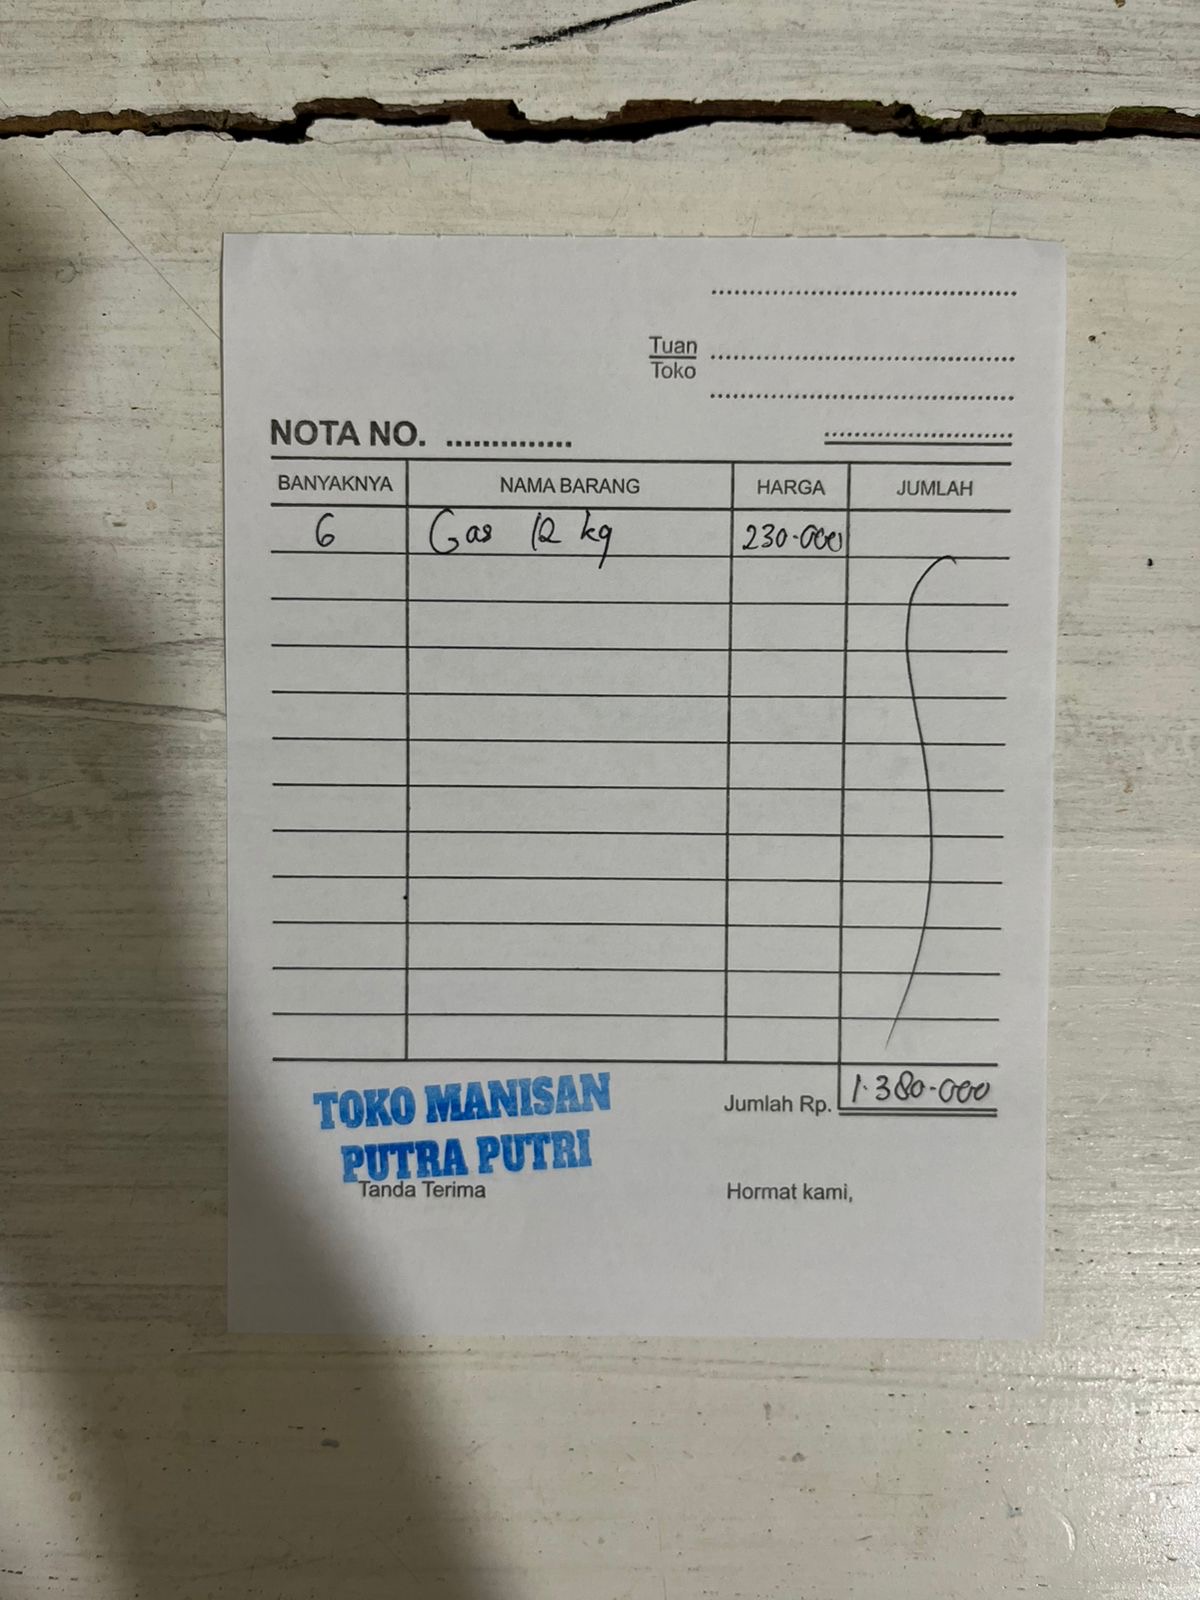 Tuan
Toko
NOTA NO.
BANYAKNYA NAMA BARANG HARGA JUMLAH
6 Gas 12 kg 230.000
Jumlah Rp. 1.380.000
TOKO MANISAN
PUTRA PUTRI
Tanda Terima Hormat kami,